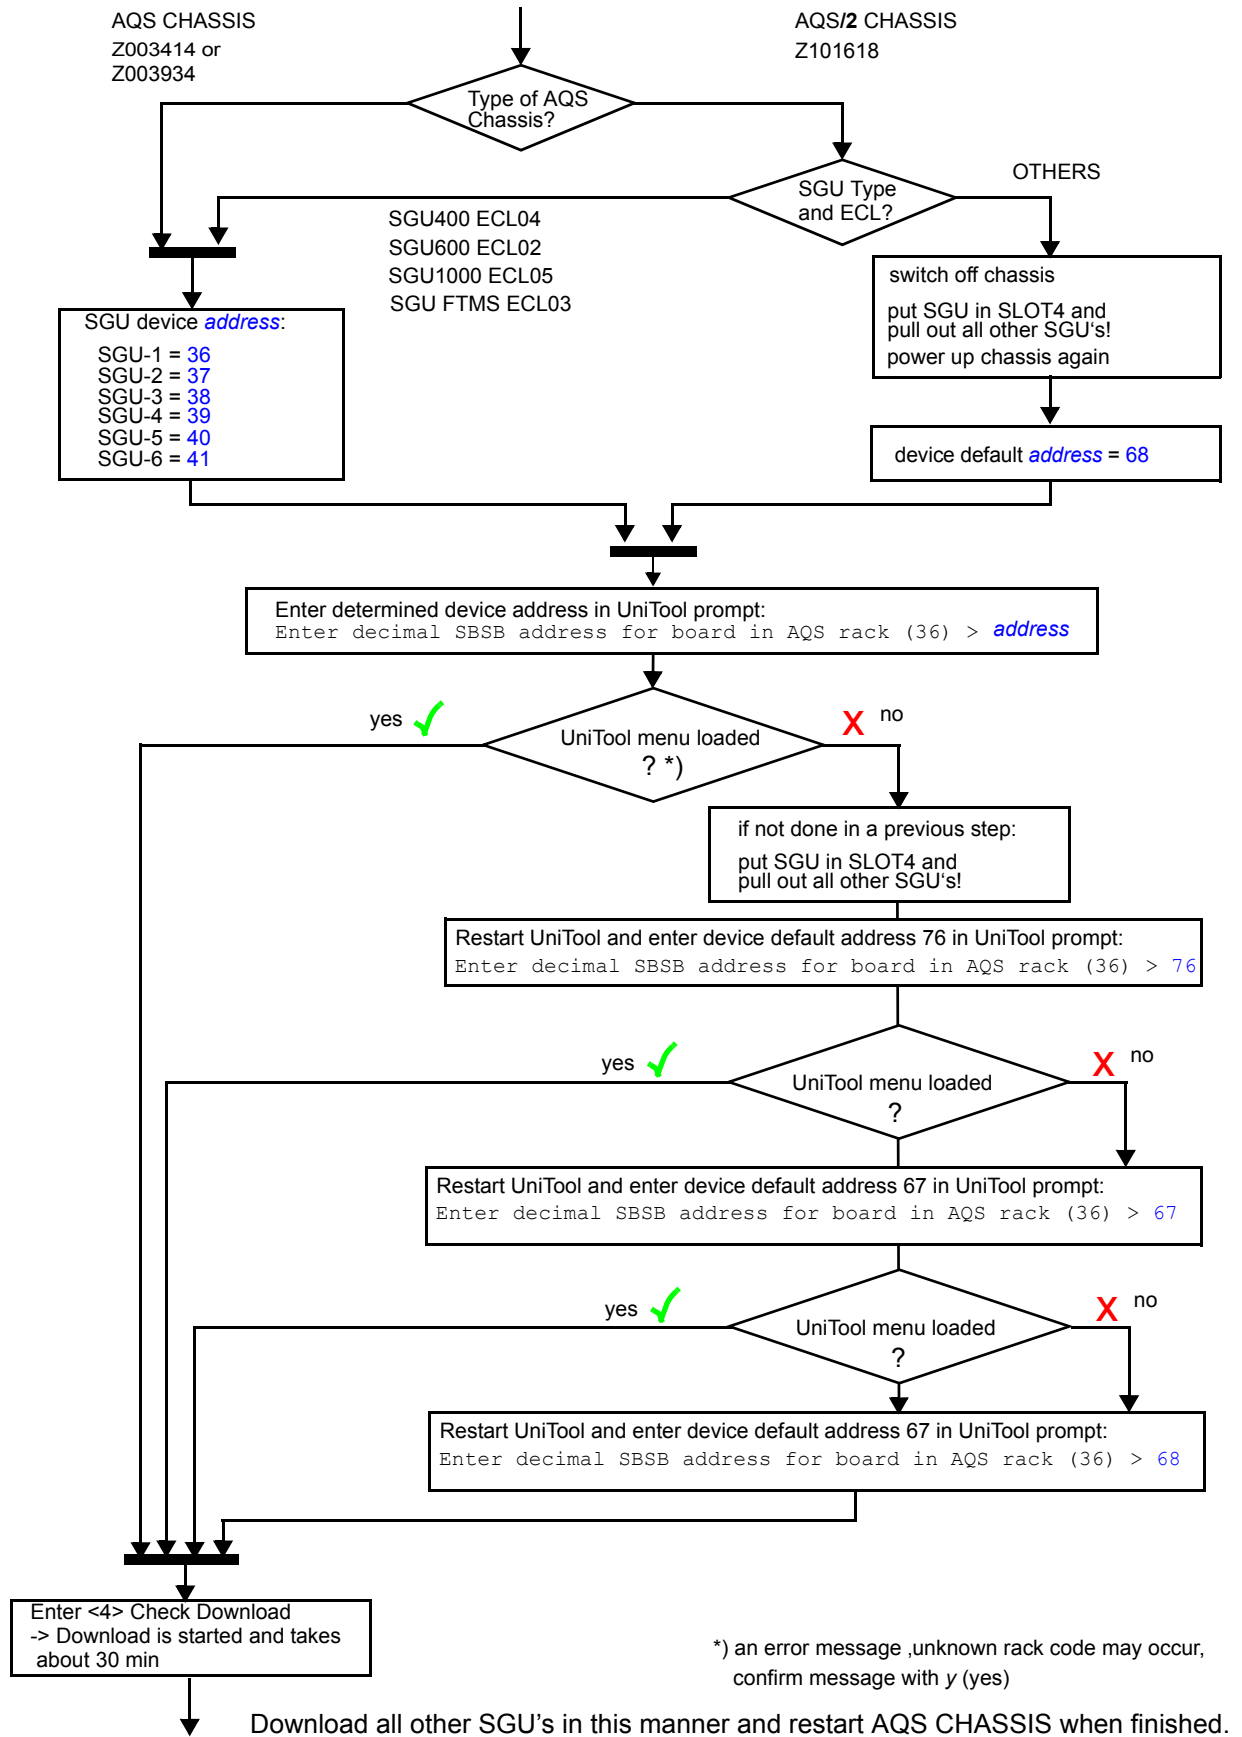 AQS CHASSIS
Z003414 or
Z003934
AQS/2 CHASSIS
Z101618
Type of AQS
Chassis?
SGU Type
and ECL?
OTHERS
SGU400 ECL04
SGU600 ECL02
SGU1000 ECL05
SGU FTMS ECL03
switch off chassis
put SGU in SLOT4 and
pull out all other SGU‘s!
power up chassis again
SGU device address:
SGU-1 = 36
SGU-2 = 37
SGU-3 = 38
SGU-4 = 39
SGU-5 = 40
SGU-6 = 41
device default address = 68
Enter determined device address in UniTool prompt:
Enter decimal SBSB address for board in AQS rack (36) > address
yes
UniTool menu loaded
? *)
X no
if not done in a previous step:
put SGU in SLOT4 and
pull out all other SGU‘s!
Restart UniTool and enter device default address 76 in UniTool prompt:
Enter decimal SBSB address for board in AQS rack (36) > 76
yes
UniTool menu loaded
?
X no
Restart UniTool and enter device default address 67 in UniTool prompt:
Enter decimal SBSB address for board in AQS rack (36) > 67
yes
UniTool menu loaded
?
X no
Restart UniTool and enter device default address 67 in UniTool prompt:
Enter decimal SBSB address for board in AQS rack (36) > 68
Enter <4> Check Download
-> Download is started and takes
about 30 min
*) an error message ,unknown rack code may occur,
confirm message with y (yes)
Download all other SGU's in this manner and restart AQS CHASSIS when finished.